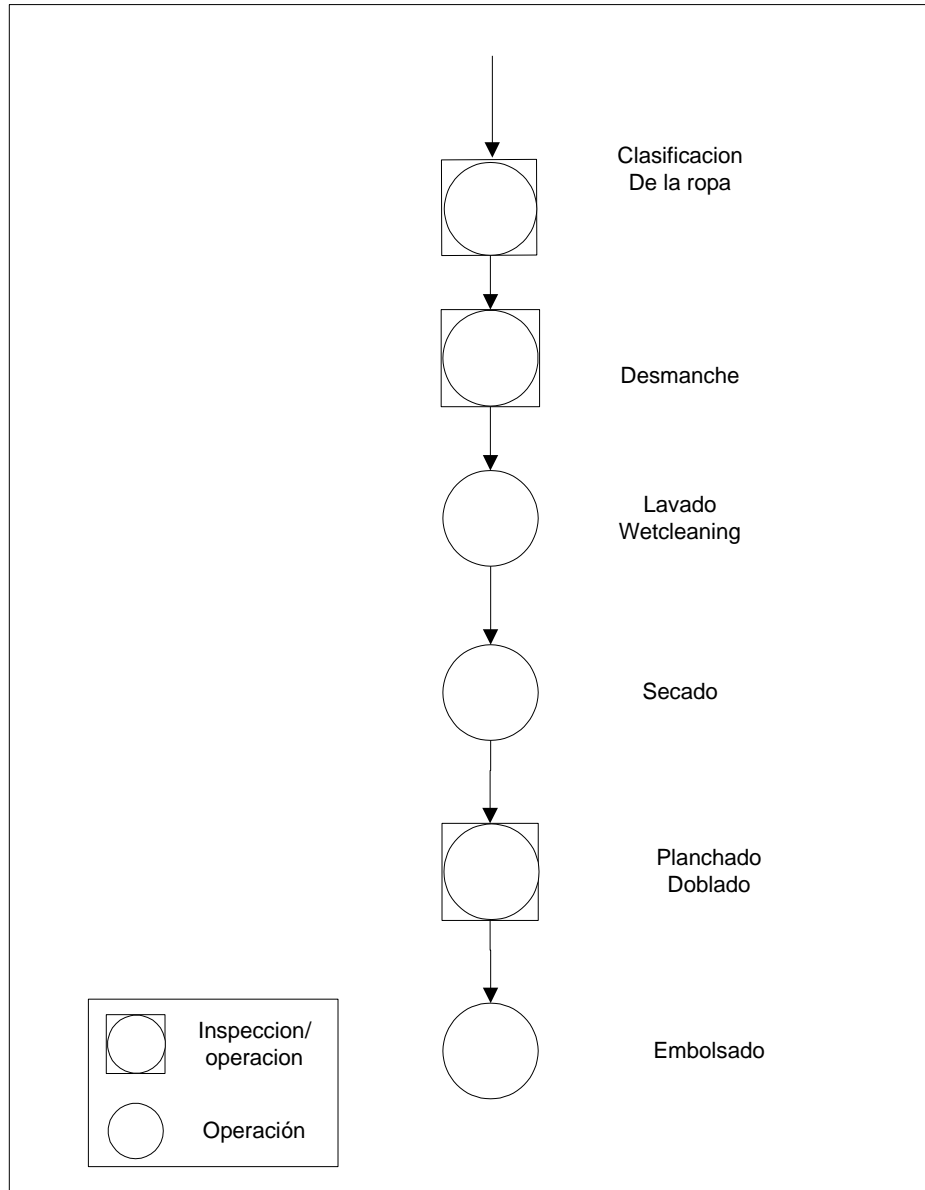 Clasificacion
De la ropa
Desmanche
Lavado
Wetcleaning
Secado
Planchado
Doblado
Embolsado
Inspeccion/
operacion
Operación